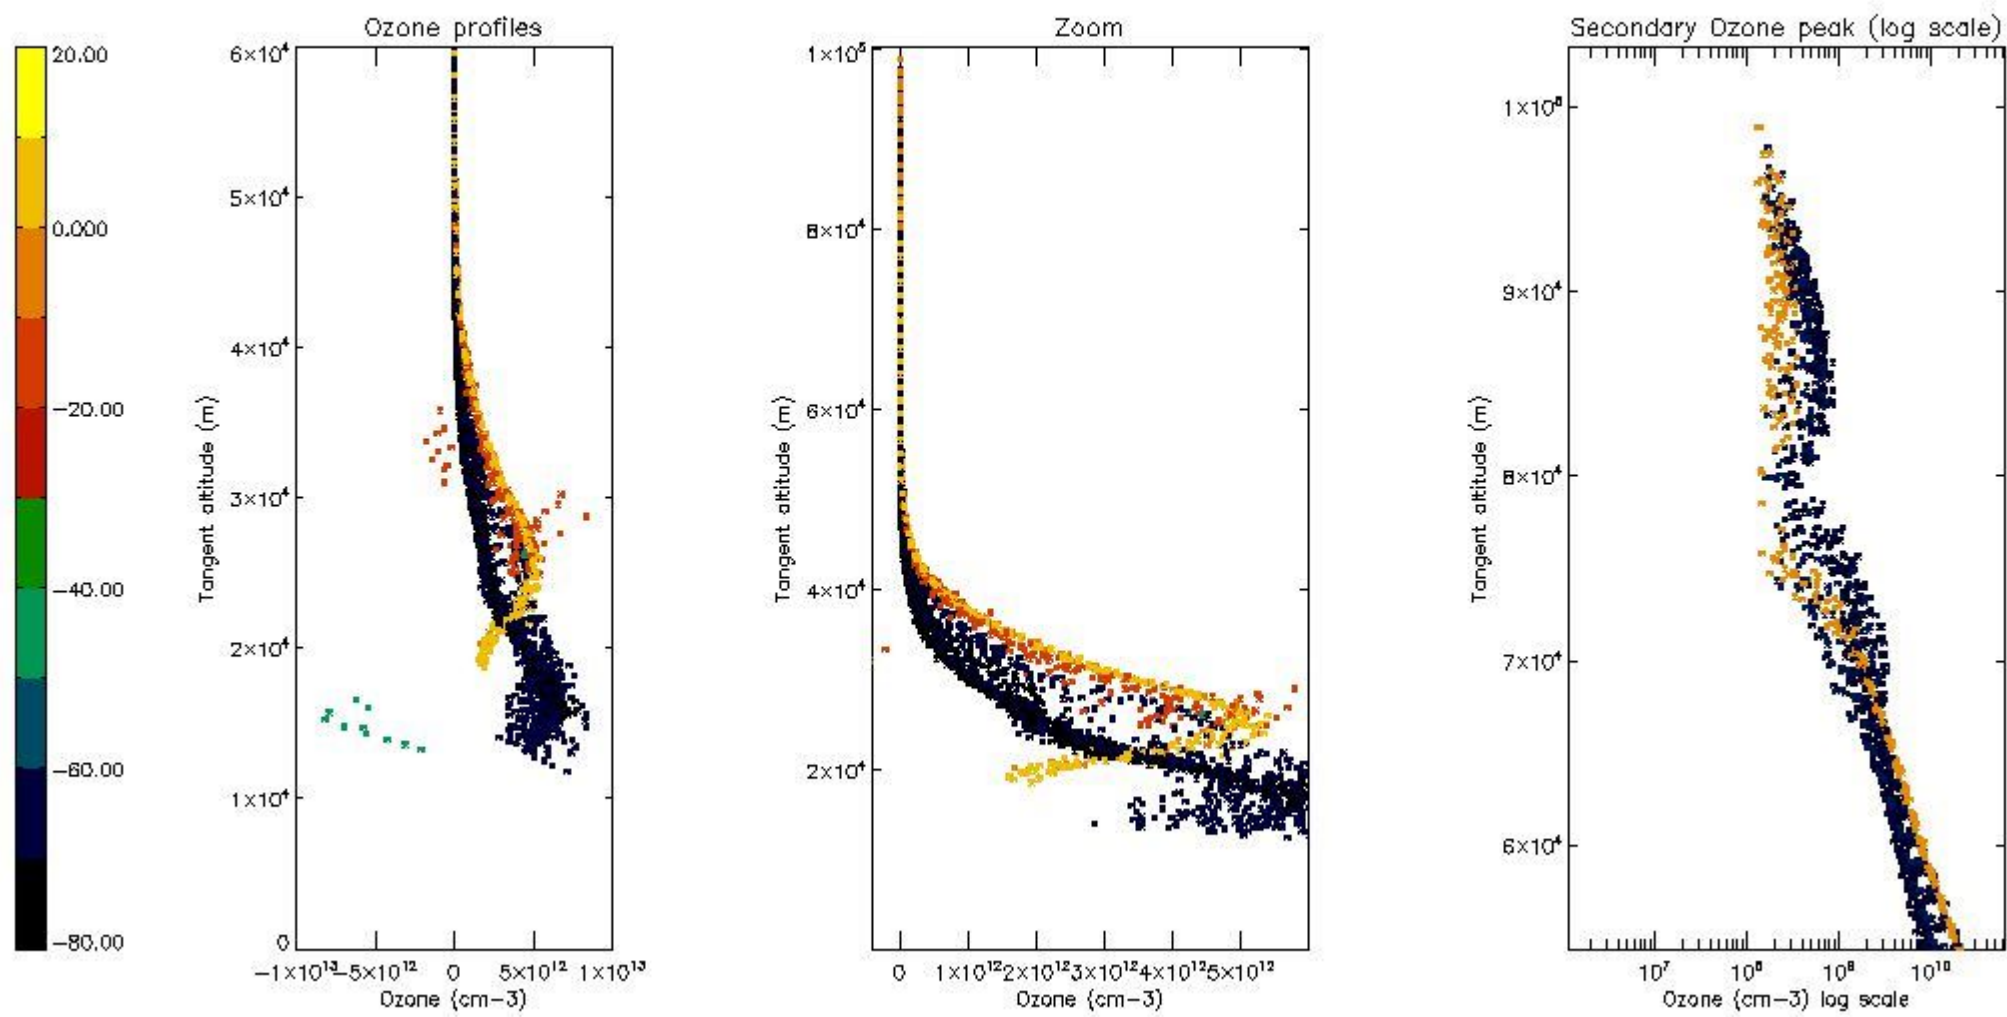 Ozone profiles
20.00
0.000
−20.00
−40.00
−60.00
−80.00
6×10⁴
5×10⁴
4×10⁴
3×10⁴
2×10⁴
1×10⁴
0
Tangent altitude (m)
−1×10¹³ −5×10¹² 0 5×10¹² 1×10¹³
Ozone (cm−3)
Zoom
1×10⁵
8×10⁴
6×10⁴
4×10⁴
2×10⁴
Tangent altitude (m)
0 1×10¹² 2×10¹² 3×10¹² 4×10¹² 5×10¹²
Ozone (cm−3)
Secondary Ozone peak (log scale)
1×10⁵
9×10⁴
8×10⁴
7×10⁴
6×10⁴
Tangent altitude (m)
10⁷ 10⁸ 10⁹ 10¹⁰
Ozone (cm−3) log scale